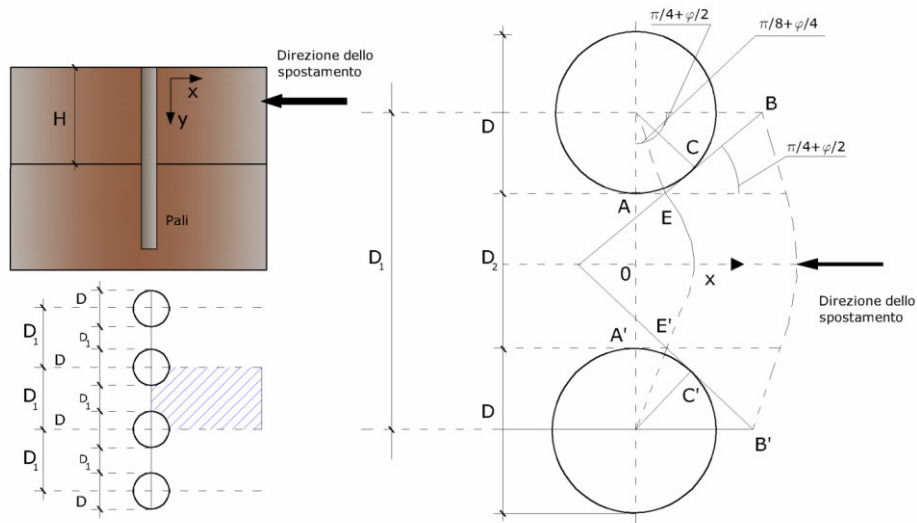 Direzione dello
spostamento
H
x
y
Pali
D
D1
D1
D
D1
D1
D
D1
D1
D1
D
π/4+φ/2
π/8+φ/4
D
B
C
π/4+φ/2
A
E
D1
D2
0
x
Direzione dello
spostamento
A'
E'
D
C'
B'